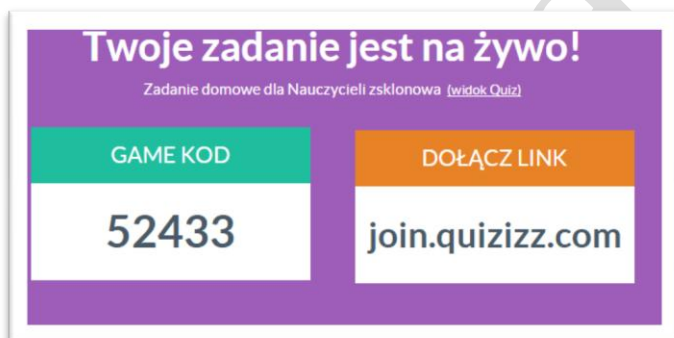 Twoje zadanie jest na żywo!
Zadanie domowe dla Nauczycieli zsklonowa (widok Quiz)
GAME KOD
52433
DOŁĄCZ LINK
join.quizizz.com